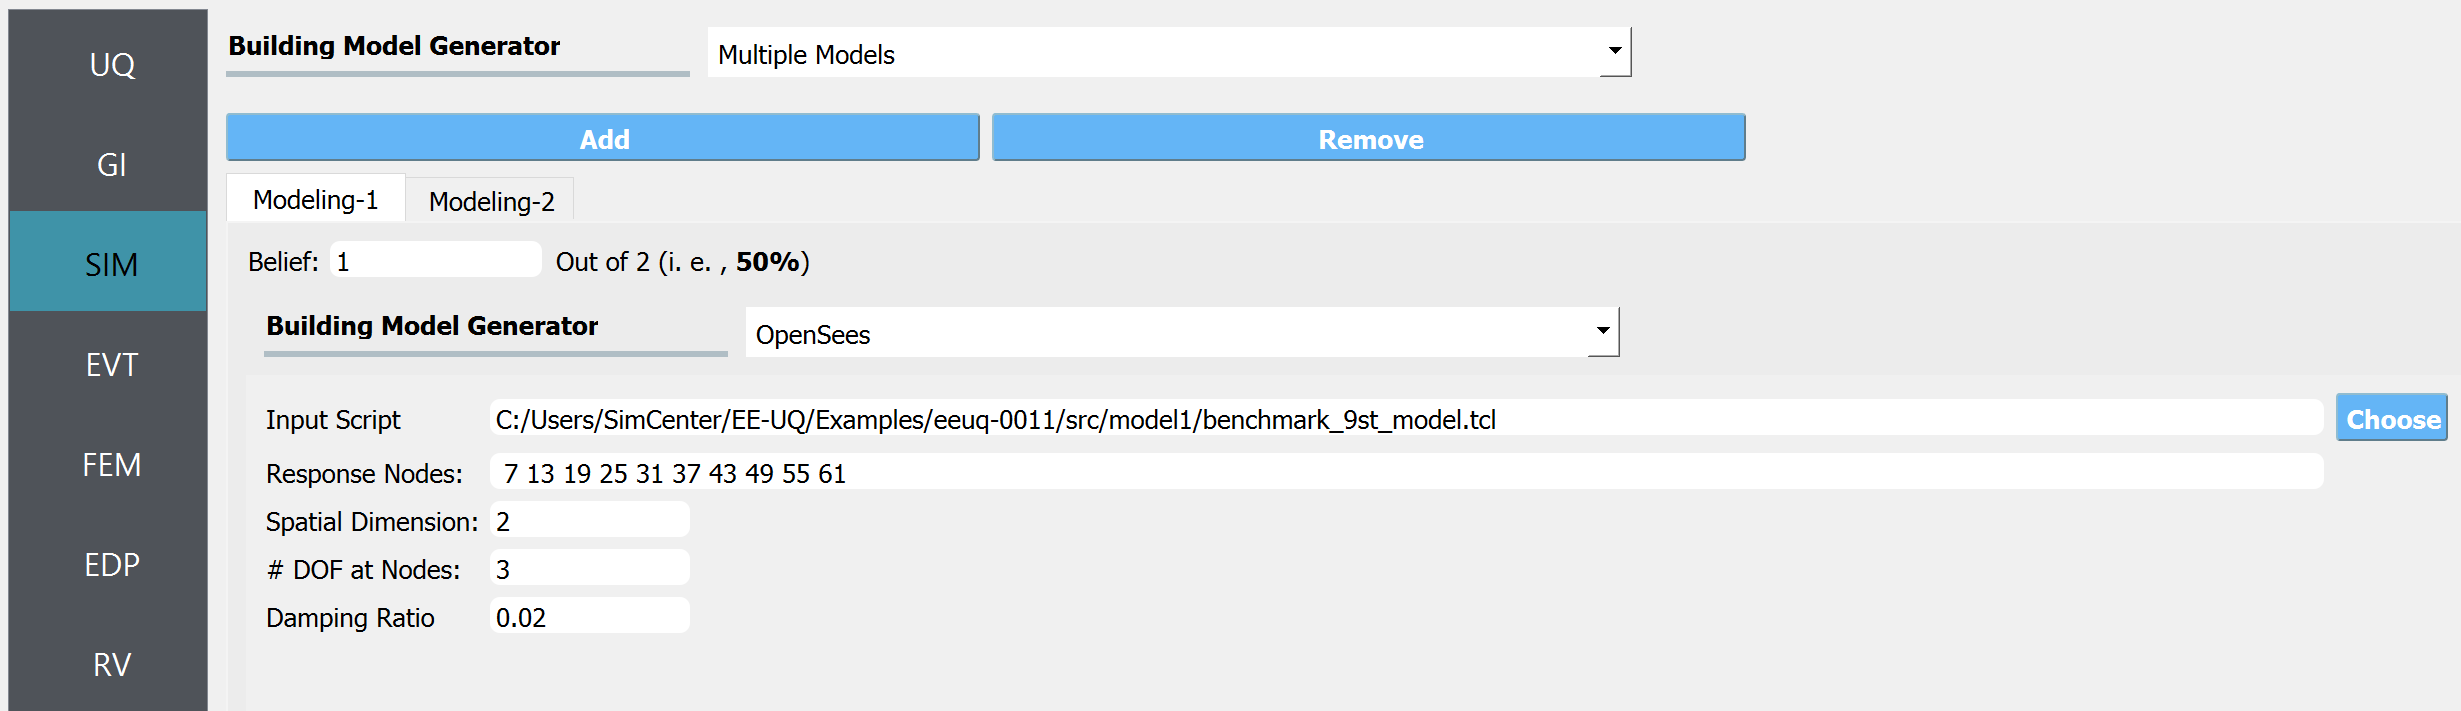 UQ
GI
SIM
EVT
FEM
EDP
RV
Building Model Generator
Multiple Models
Add
Remove
Modeling-1
Modeling-2
Belief: 1 Out of 2 (i. e. , 50%)
Building Model Generator
OpenSees
Input Script C:/Users/SimCenter/EE-UQ/Examples/eeuq-0011/src/model1/benchmark_9st_model.tcl Choose
Response Nodes: 7 13 19 25 31 37 43 49 55 61
Spatial Dimension: 2
# DOF at Nodes: 3
Damping Ratio 0.02